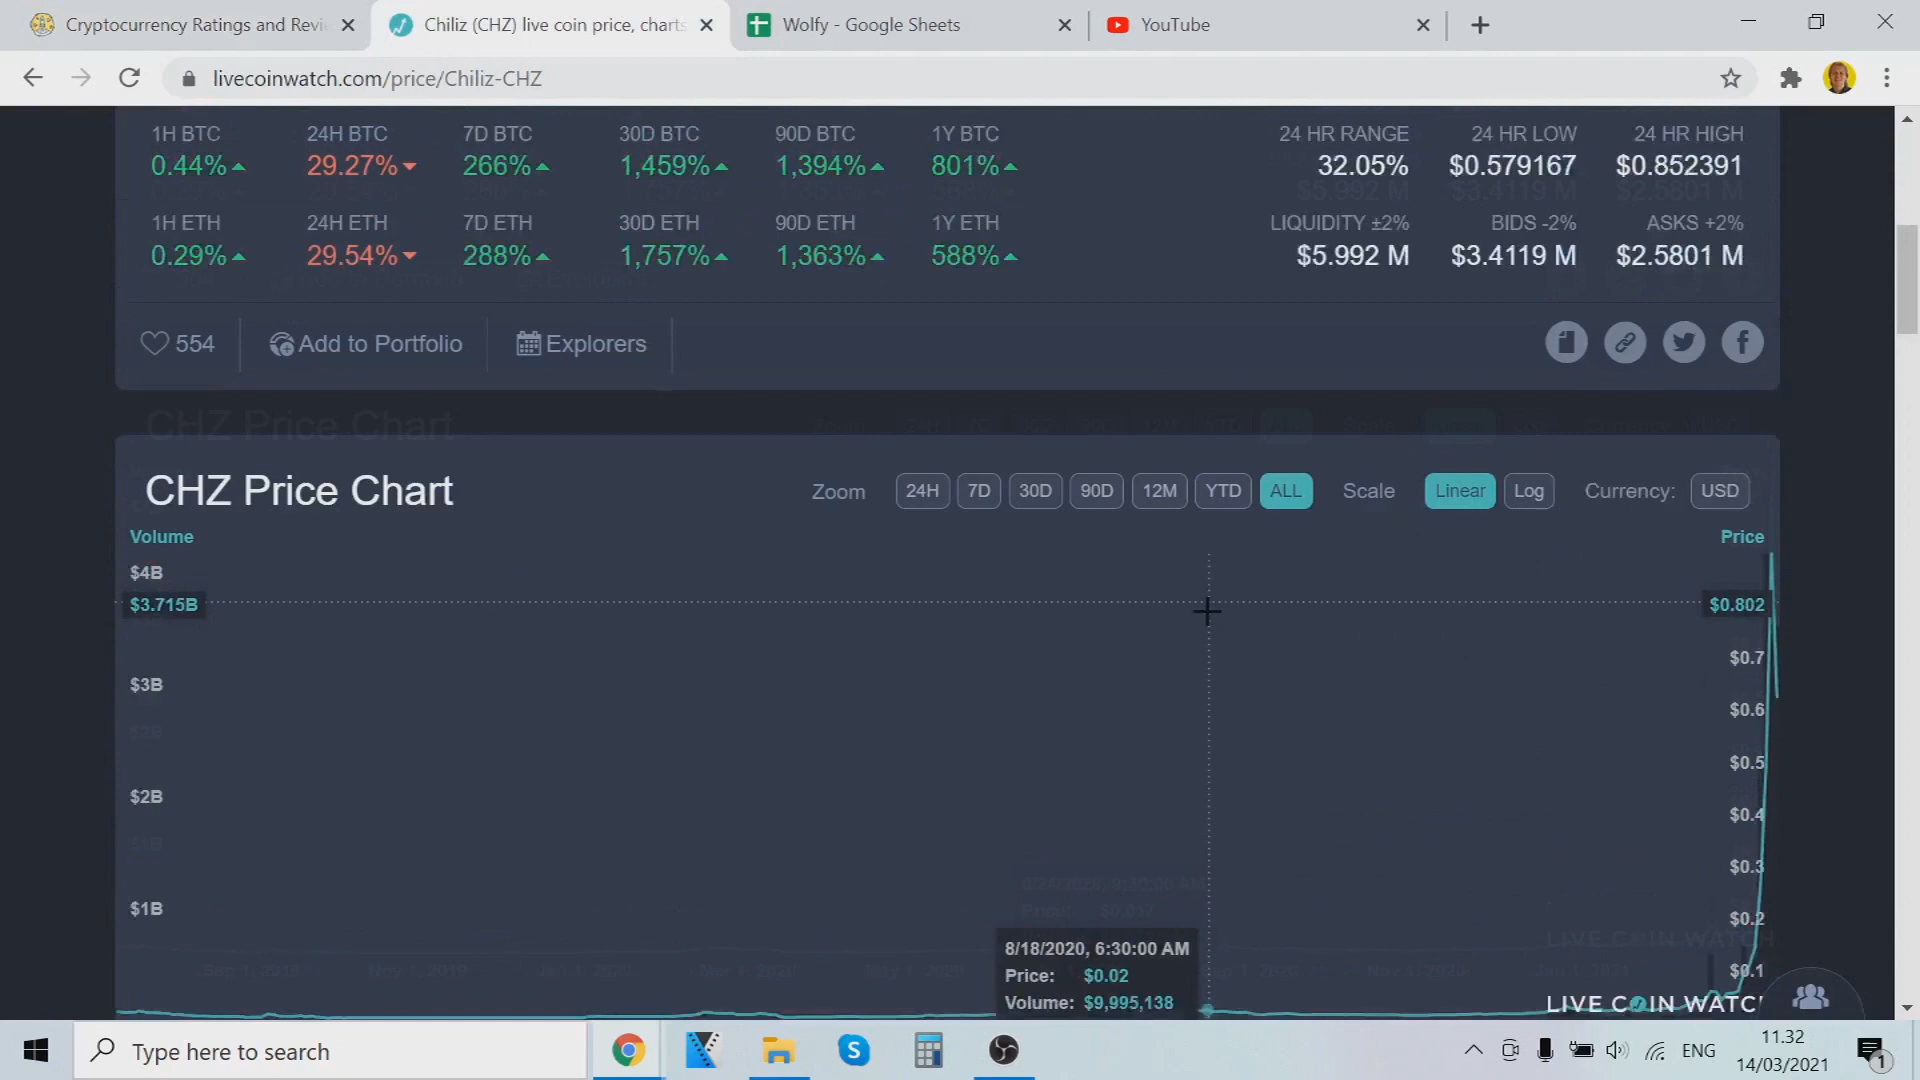 Cryptocurrency Ratings and Revi
Chiliz (CHZ) live coin price, charts
Wolfy - Google Sheets
YouTube
livecoinwatch.com/price/Chiliz-CHZ
1H BTC 24H BTC 7D BTC 30D BTC 90D BTC 1Y BTC 24 HR RANGE 24 HR LOW 24 HR HIGH
0.44% 29.27% 266% 1,459% 1,394% 801% 32.05% $0.579167 $0.852391
1H ETH 24H ETH 7D ETH 30D ETH 90D ETH 1Y ETH LIQUIDITY ±2% BIDS -2% ASKS +2%
0.29% 29.54% 288% 1,757% 1,363% 588% $5.992 M $3.4119 M $2.5801 M
554 Add to Portfolio Explorers
CHZ Price Chart Zoom 24H 7D 30D 90D 12M YTD ALL Scale Linear Log Currency: USD
Volume Price
$4B
$3.715B $0.802
$3B $0.7
$0.6
$2B $0.5
$0.4
$0.3
$1B $0.2
8/18/2020, 6:30:00 AM
Price: $0.02 $0.1
Volume: $9,995,138 LIVE COIN WATCH
Type here to search
ENG
11.32
14/03/2021
1